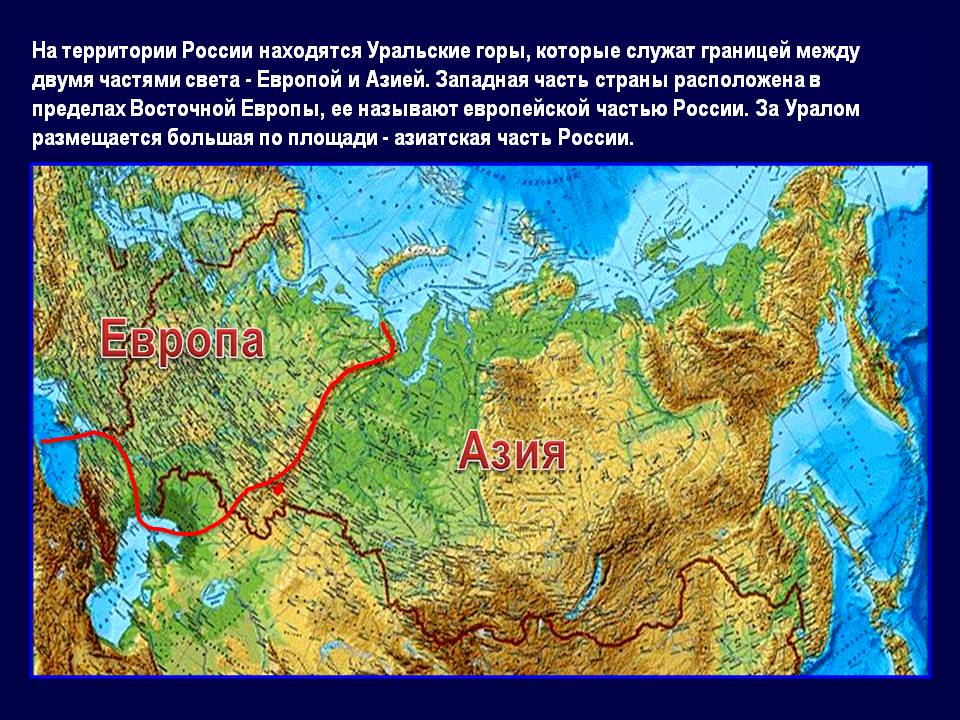 На территории России находятся Уральские горы, которые служат границей между
двумя частями света - Европой и Азией. Западная часть страны расположена в
пределах Восточной Европы, ее называют европейской частью России. За Уралом
размещается большая по площади - азиатская часть России.
Европа
Азия